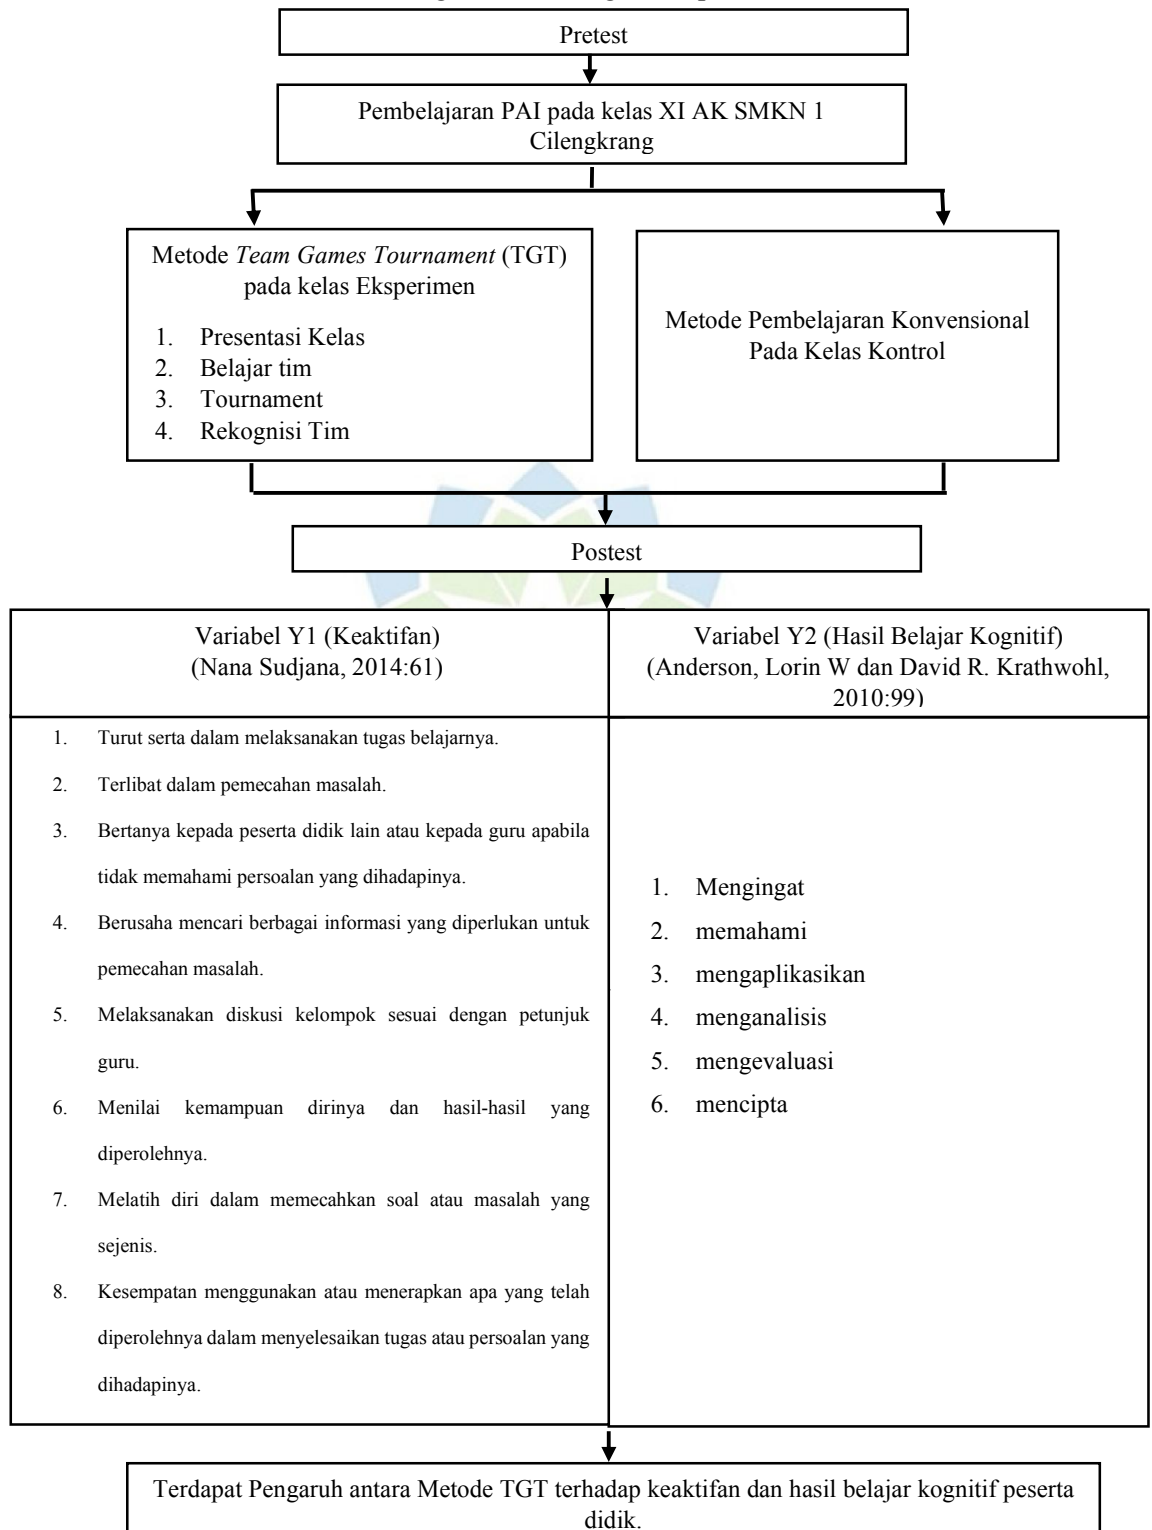 Pretest
Pembelajaran PAI pada kelas XI AK SMKN 1
Cilengkrang
Metode Team Games Tournament (TGT)
pada kelas Eksperimen
1. Presentasi Kelas
2. Belajar tim
3. Tournament
4. Rekognisi Tim
Metode Pembelajaran Konvensional
Pada Kelas Kontrol
Postest
Variabel Y1 (Keaktifan)
(Nana Sudjana, 2014:61)
Variabel Y2 (Hasil Belajar Kognitif)
(Anderson, Lorin W dan David R. Krathwohl,
2010:99)
1. Turut serta dalam melaksanakan tugas belajarnya.
2. Terlibat dalam pemecahan masalah.
3. Bertanya kepada peserta didik lain atau kepada guru apabila
tidak memahami persoalan yang dihadapinya.
4. Berusaha mencari berbagai informasi yang diperlukan untuk
pemecahan masalah.
5. Melaksanakan diskusi kelompok sesuai dengan petunjuk
guru.
6. Menilai kemampuan dirinya dan hasil-hasil yang
diperolehnya.
7. Melatih diri dalam memecahkan soal atau masalah yang
sejenis.
8. Kesempatan menggunakan atau menerapkan apa yang telah
diperolehnya dalam menyelesaikan tugas atau persoalan yang
dihadapinya.
1. Mengingat
2. memahami
3. mengaplikasikan
4. menganalisis
5. mengevaluasi
6. mencipta
Terdapat Pengaruh antara Metode TGT terhadap keaktifan dan hasil belajar kognitif peserta
didik.